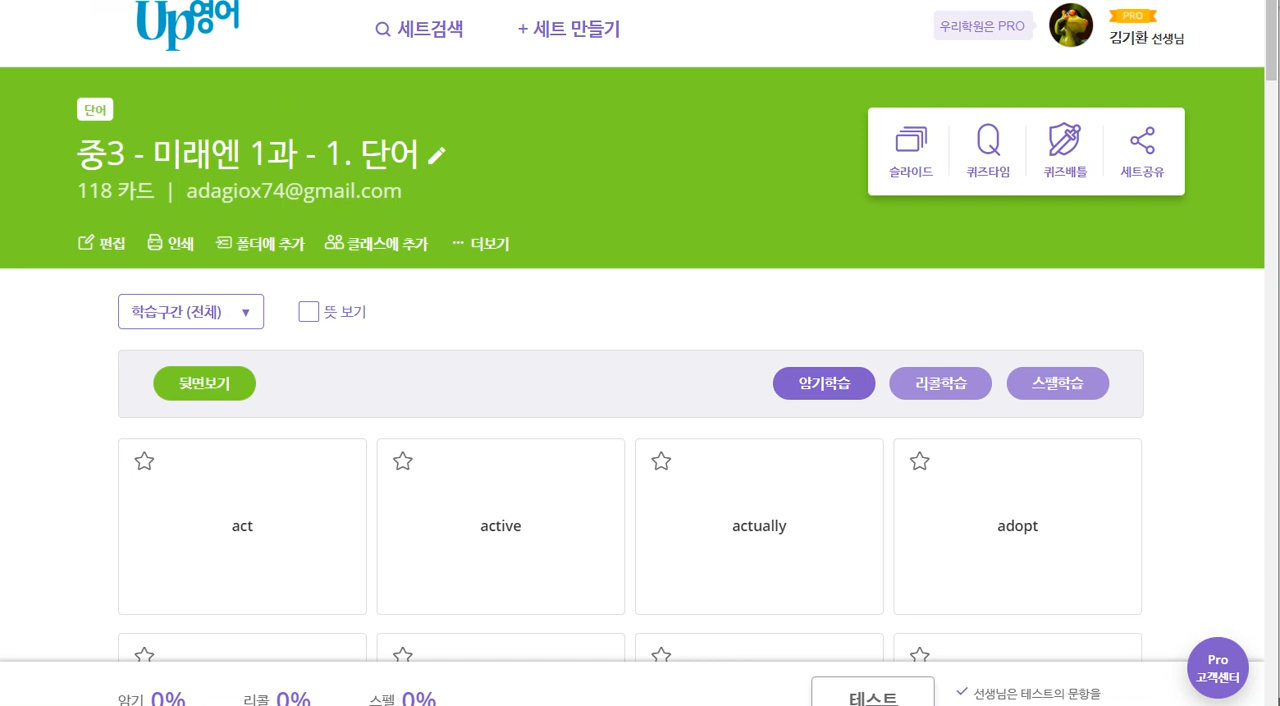 Up영어
세트검색
+ 세트 만들기
우리학원은 PRO
PRO
김기환 선생님
단어
중3 - 미래엔 1과 - 1. 단어
118 카드 | adagiox74@gmail.com
슬라이드
퀴즈타임
퀴즈배틀
세트공유
편집
인쇄
폴더에 추가
클래스에 추가
··· 더보기
학습구간 (전체) ▼
뜻 보기
뒷면보기
암기학습
리콜학습
스펠학습
act
active
actually
adopt
Pro
고객센터
암기 0%
리콜 0%
스펠 0%
테스트
선생님은 테스트의 문항을